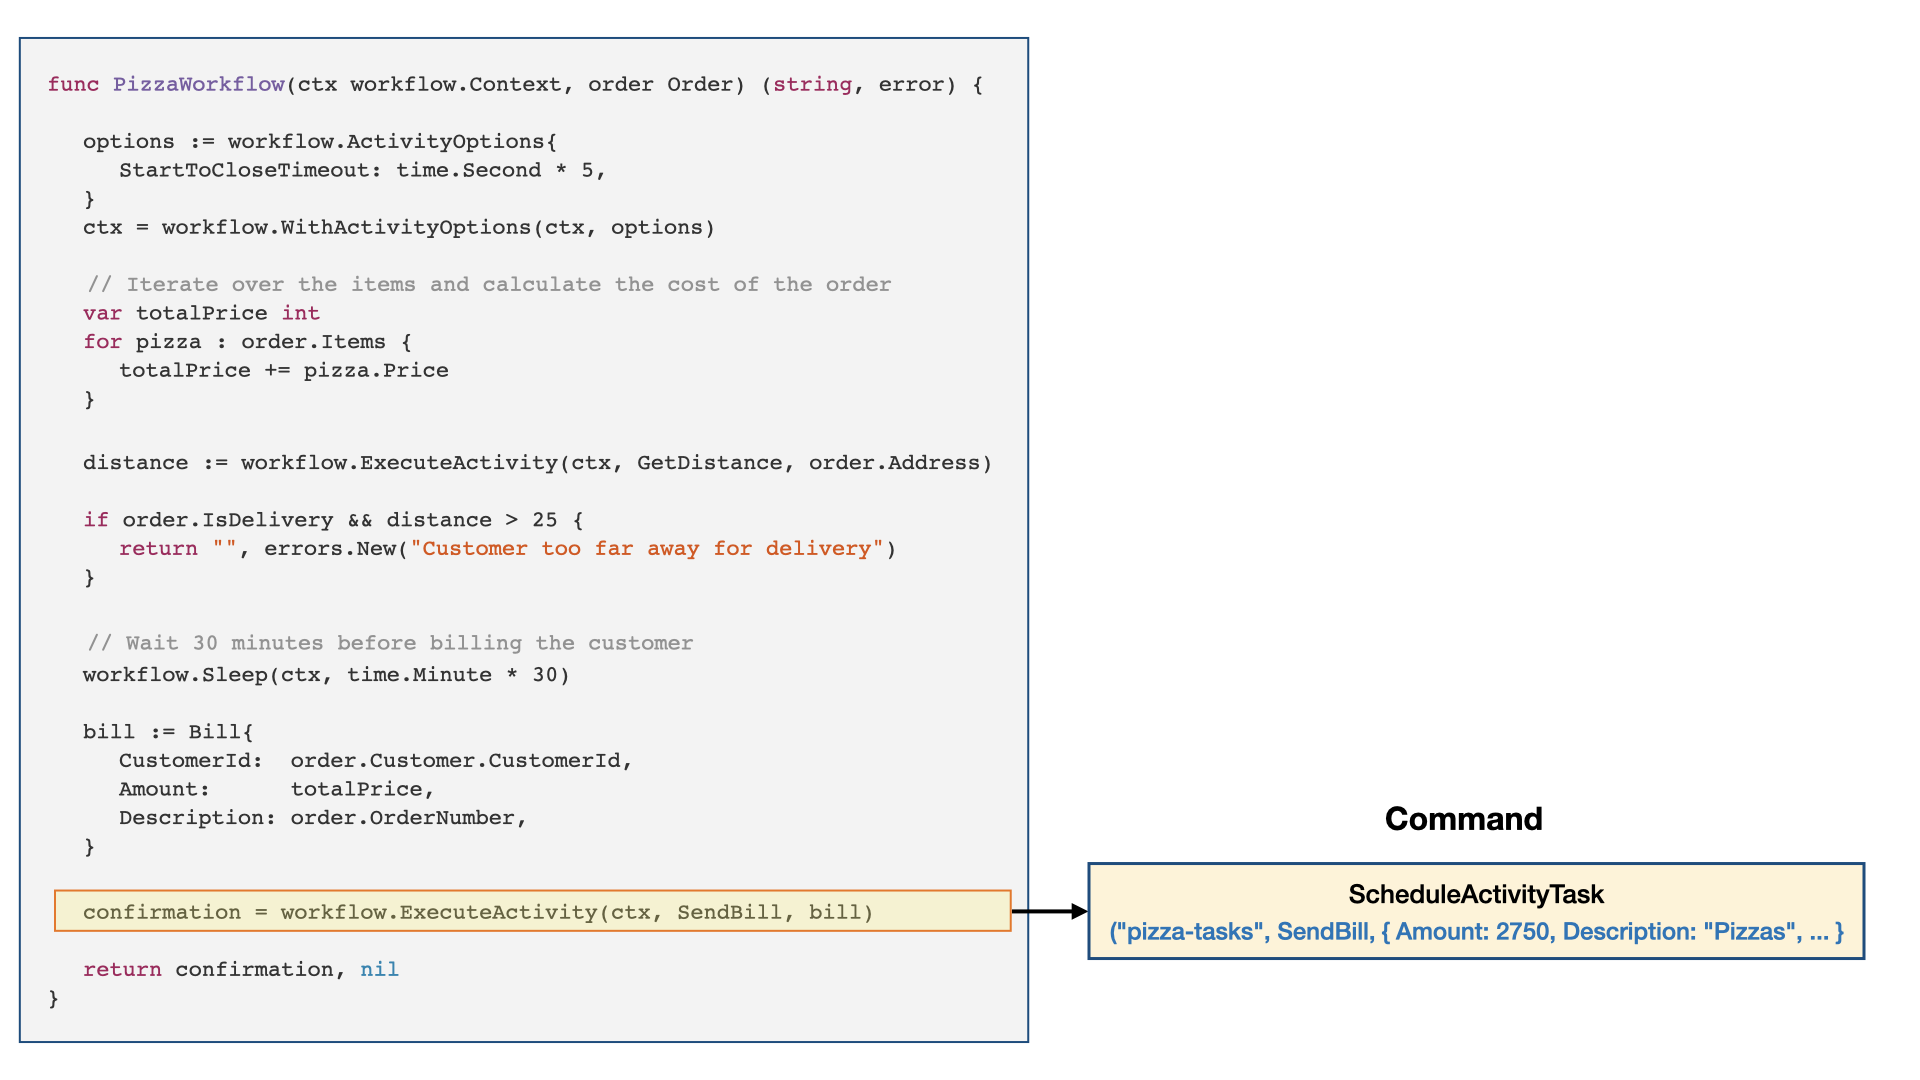 func PizzaWorkflow(ctx workflow.Context, order Order) (string, error) {
options := workflow.ActivityOptions{
StartToCloseTimeout: time.Second * 5,
}
ctx = workflow.WithActivityOptions(ctx, options)
// Iterate over the items and calculate the cost of the order
var totalPrice int
for pizza : order.Items {
totalPrice += pizza.Price
}
distance := workflow.ExecuteActivity(ctx, GetDistance, order.Address)
if order.IsDelivery && distance > 25 {
return "", errors.New("Customer too far away for delivery")
}
// Wait 30 minutes before billing the customer
workflow.Sleep(ctx, time.Minute * 30)
bill := Bill{
CustomerId: order.Customer.CustomerId,
Amount: totalPrice,
Description: order.OrderNumber,
}
confirmation = workflow.ExecuteActivity(ctx, SendBill, bill)
return confirmation, nil
}
Command
ScheduleActivityTask
("pizza-tasks", SendBill, { Amount: 2750, Description: "Pizzas", ... }